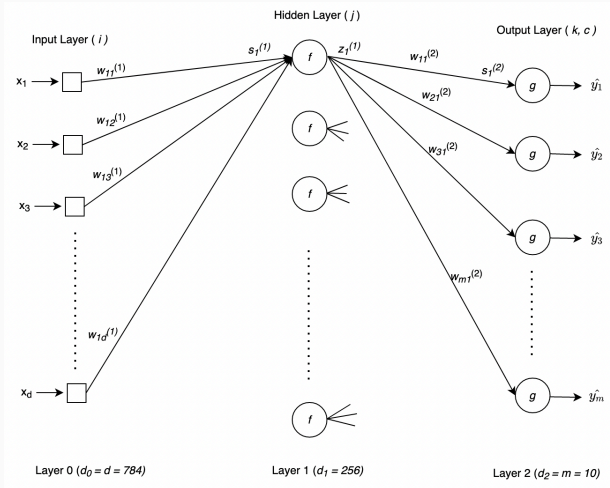 Hidden Layer ( j )
Input Layer ( i )
Output Layer ( k, c )
x₁
w₁₁⁽¹⁾
s₁⁽¹⁾
f
z₁⁽¹⁾
w₁₁⁽²⁾
s₁⁽²⁾
g
ŷ₁
x₂
w₁₂⁽¹⁾
f
w₂₁⁽²⁾
g
ŷ₂
x₃
w₁₃⁽¹⁾
f
w₃₁⁽²⁾
g
ŷ₃
w₁d⁽¹⁾
wₘ₁⁽²⁾
x_d
f
g
ŷₘ
Layer 0 (d₀ = d = 784)
Layer 1 (d₁ = 256)
Layer 2 (d₂ = m = 10)